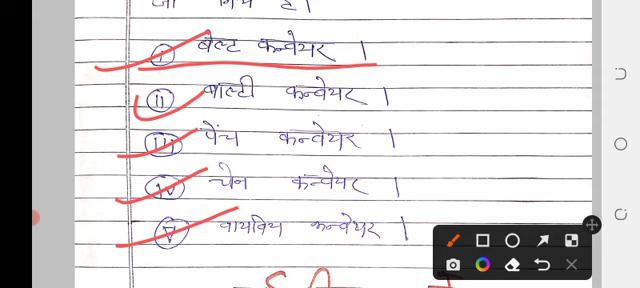 (i) बेल्ट कन्वेयर ।
(ii) बाल्टी कन्वेयर ।
(iii) पेंच कन्वेयर ।
(iv) चेन कन्वेयर ।
(v) वायविय कन्वेयर ।